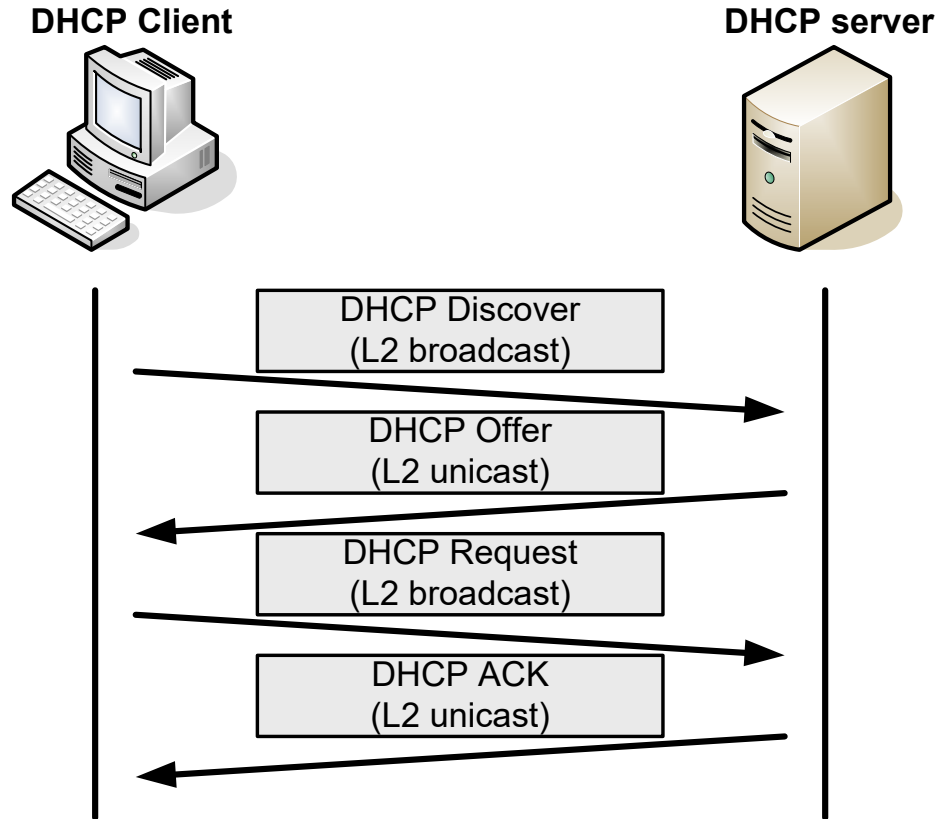 DHCP Client
DHCP server
DHCP Discover
(L2 broadcast)
DHCP Offer
(L2 unicast)
DHCP Request
(L2 broadcast)
DHCP ACK
(L2 unicast)